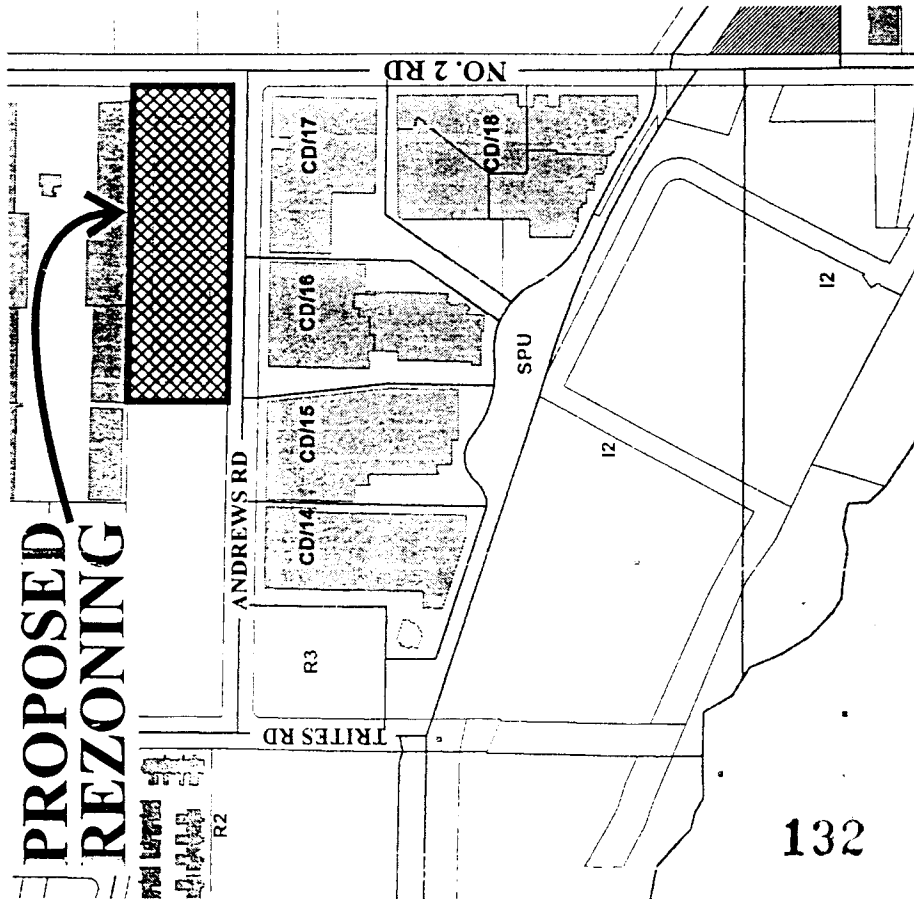 PROPOSED
REZONING
NO. 2 RD
CD/17
CD/18
CD/16
CD/15
CD/14
ANDREWS RD
SPU
I2
I2
R3
TRITES RD
R2
132